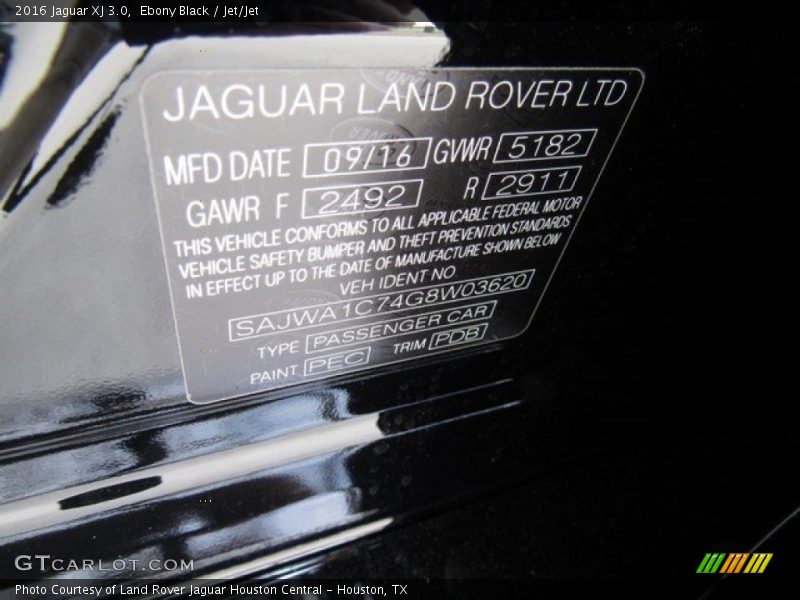 2016 Jaguar XJ 3.0,  Ebony Black / Jet/Jet
JAGUAR LAND ROVER LTD
MFD DATE 09/16 GVWR 5182
GAWR F 2492 R 2911
THIS VEHICLE CONFORMS TO ALL APPLICABLE FEDERAL MOTOR
VEHICLE SAFETY BUMPER AND THEFT PREVENTION STANDARDS
IN EFFECT UP TO THE DATE OF MANUFACTURE SHOWN BELOW
VEH IDENT NO
SAJWA1C74G8W03620
TYPE PASSENGER CAR
PAINT PEC TRIM PDB
GTCARLOT.COM
Photo Courtesy of Land Rover Jaguar Houston Central - Houston, TX